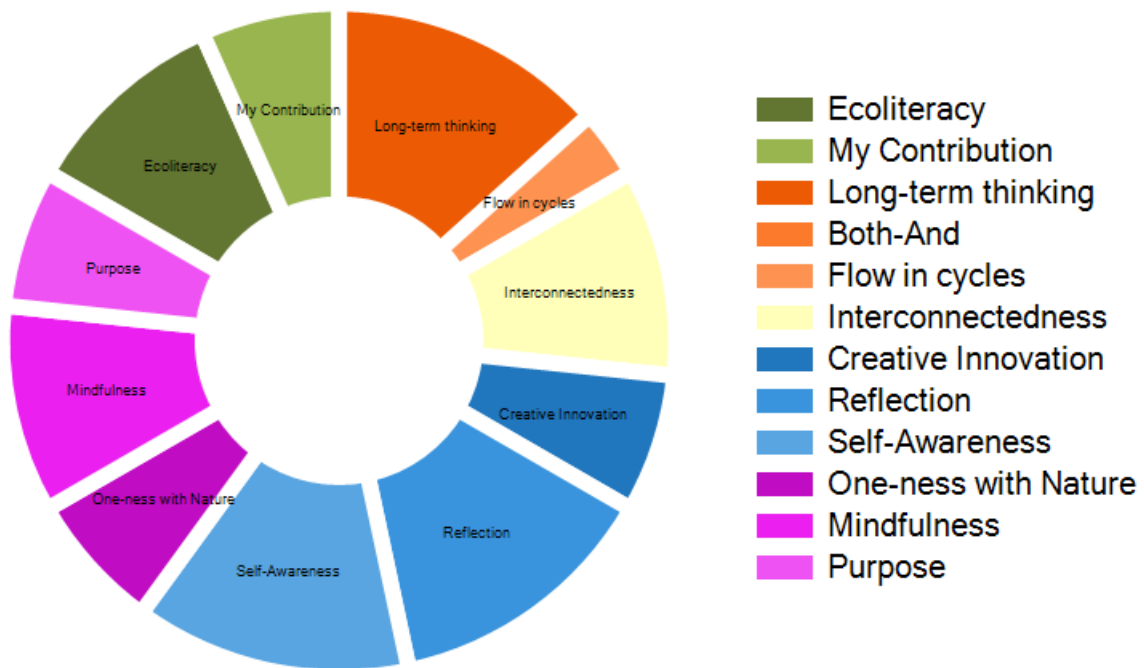 My Contribution
Long-term thinking
Ecoliteracy
Flow in cycles
Purpose
Interconnectedness
Mindfulness
Creative Innovation
One-ness with Nature
Reflection
Self-Awareness
Ecoliteracy
My Contribution
Long-term thinking
Both-And
Flow in cycles
Interconnectedness
Creative Innovation
Reflection
Self-Awareness
One-ness with Nature
Mindfulness
Purpose